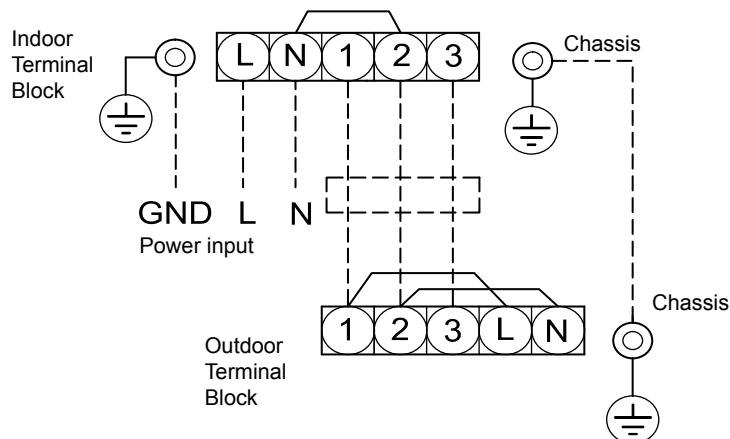 Indoor
Terminal
Block
L N 1 2 3
Chassis
GND L N
Power input
1 2 3 L N
Chassis
Outdoor
Terminal
Block